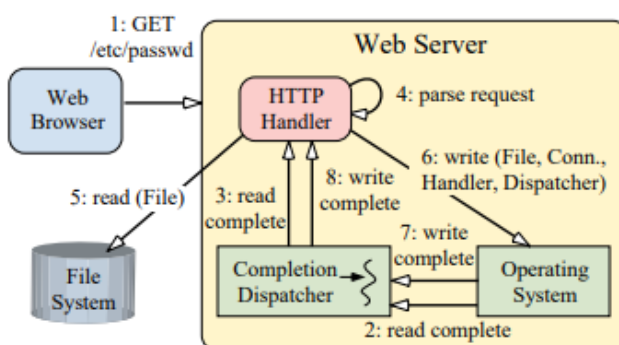 1: GET
/etc/passwd
Web Server
Web
Browser
HTTP
Handler
4: parse request
5: read (File)
3: read
complete
8: write
complete
6: write (File, Conn.,
Handler, Dispatcher)
7: write
complete
File
System
Completion
Dispatcher
Operating
System
2: read complete